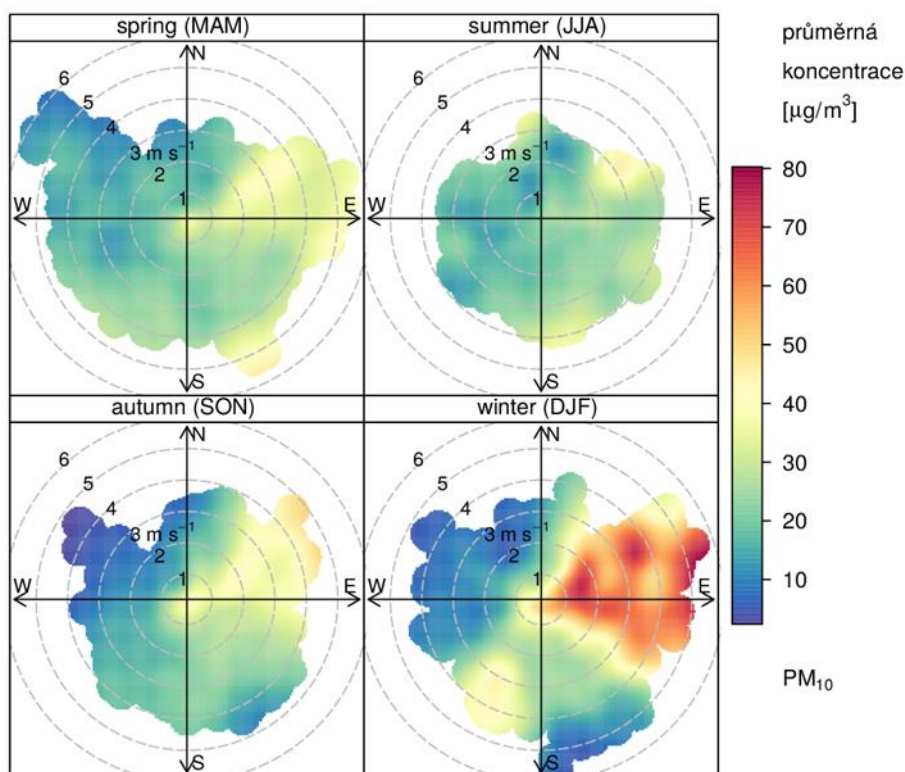 spring (MAM)
N
6
5
4
3 m s⁻¹
2
1
W
E
S
summer (JJA)
N
6
5
4
3 m s⁻¹
2
1
W
E
S
autumn (SON)
N
6
5
4
3 m s⁻¹
2
1
W
E
S
winter (DJF)
N
6
5
4
3 m s⁻¹
2
1
W
E
S
průměrná
koncentrace
[µg/m³]
80
70
60
50
40
30
20
10
PM₁₀